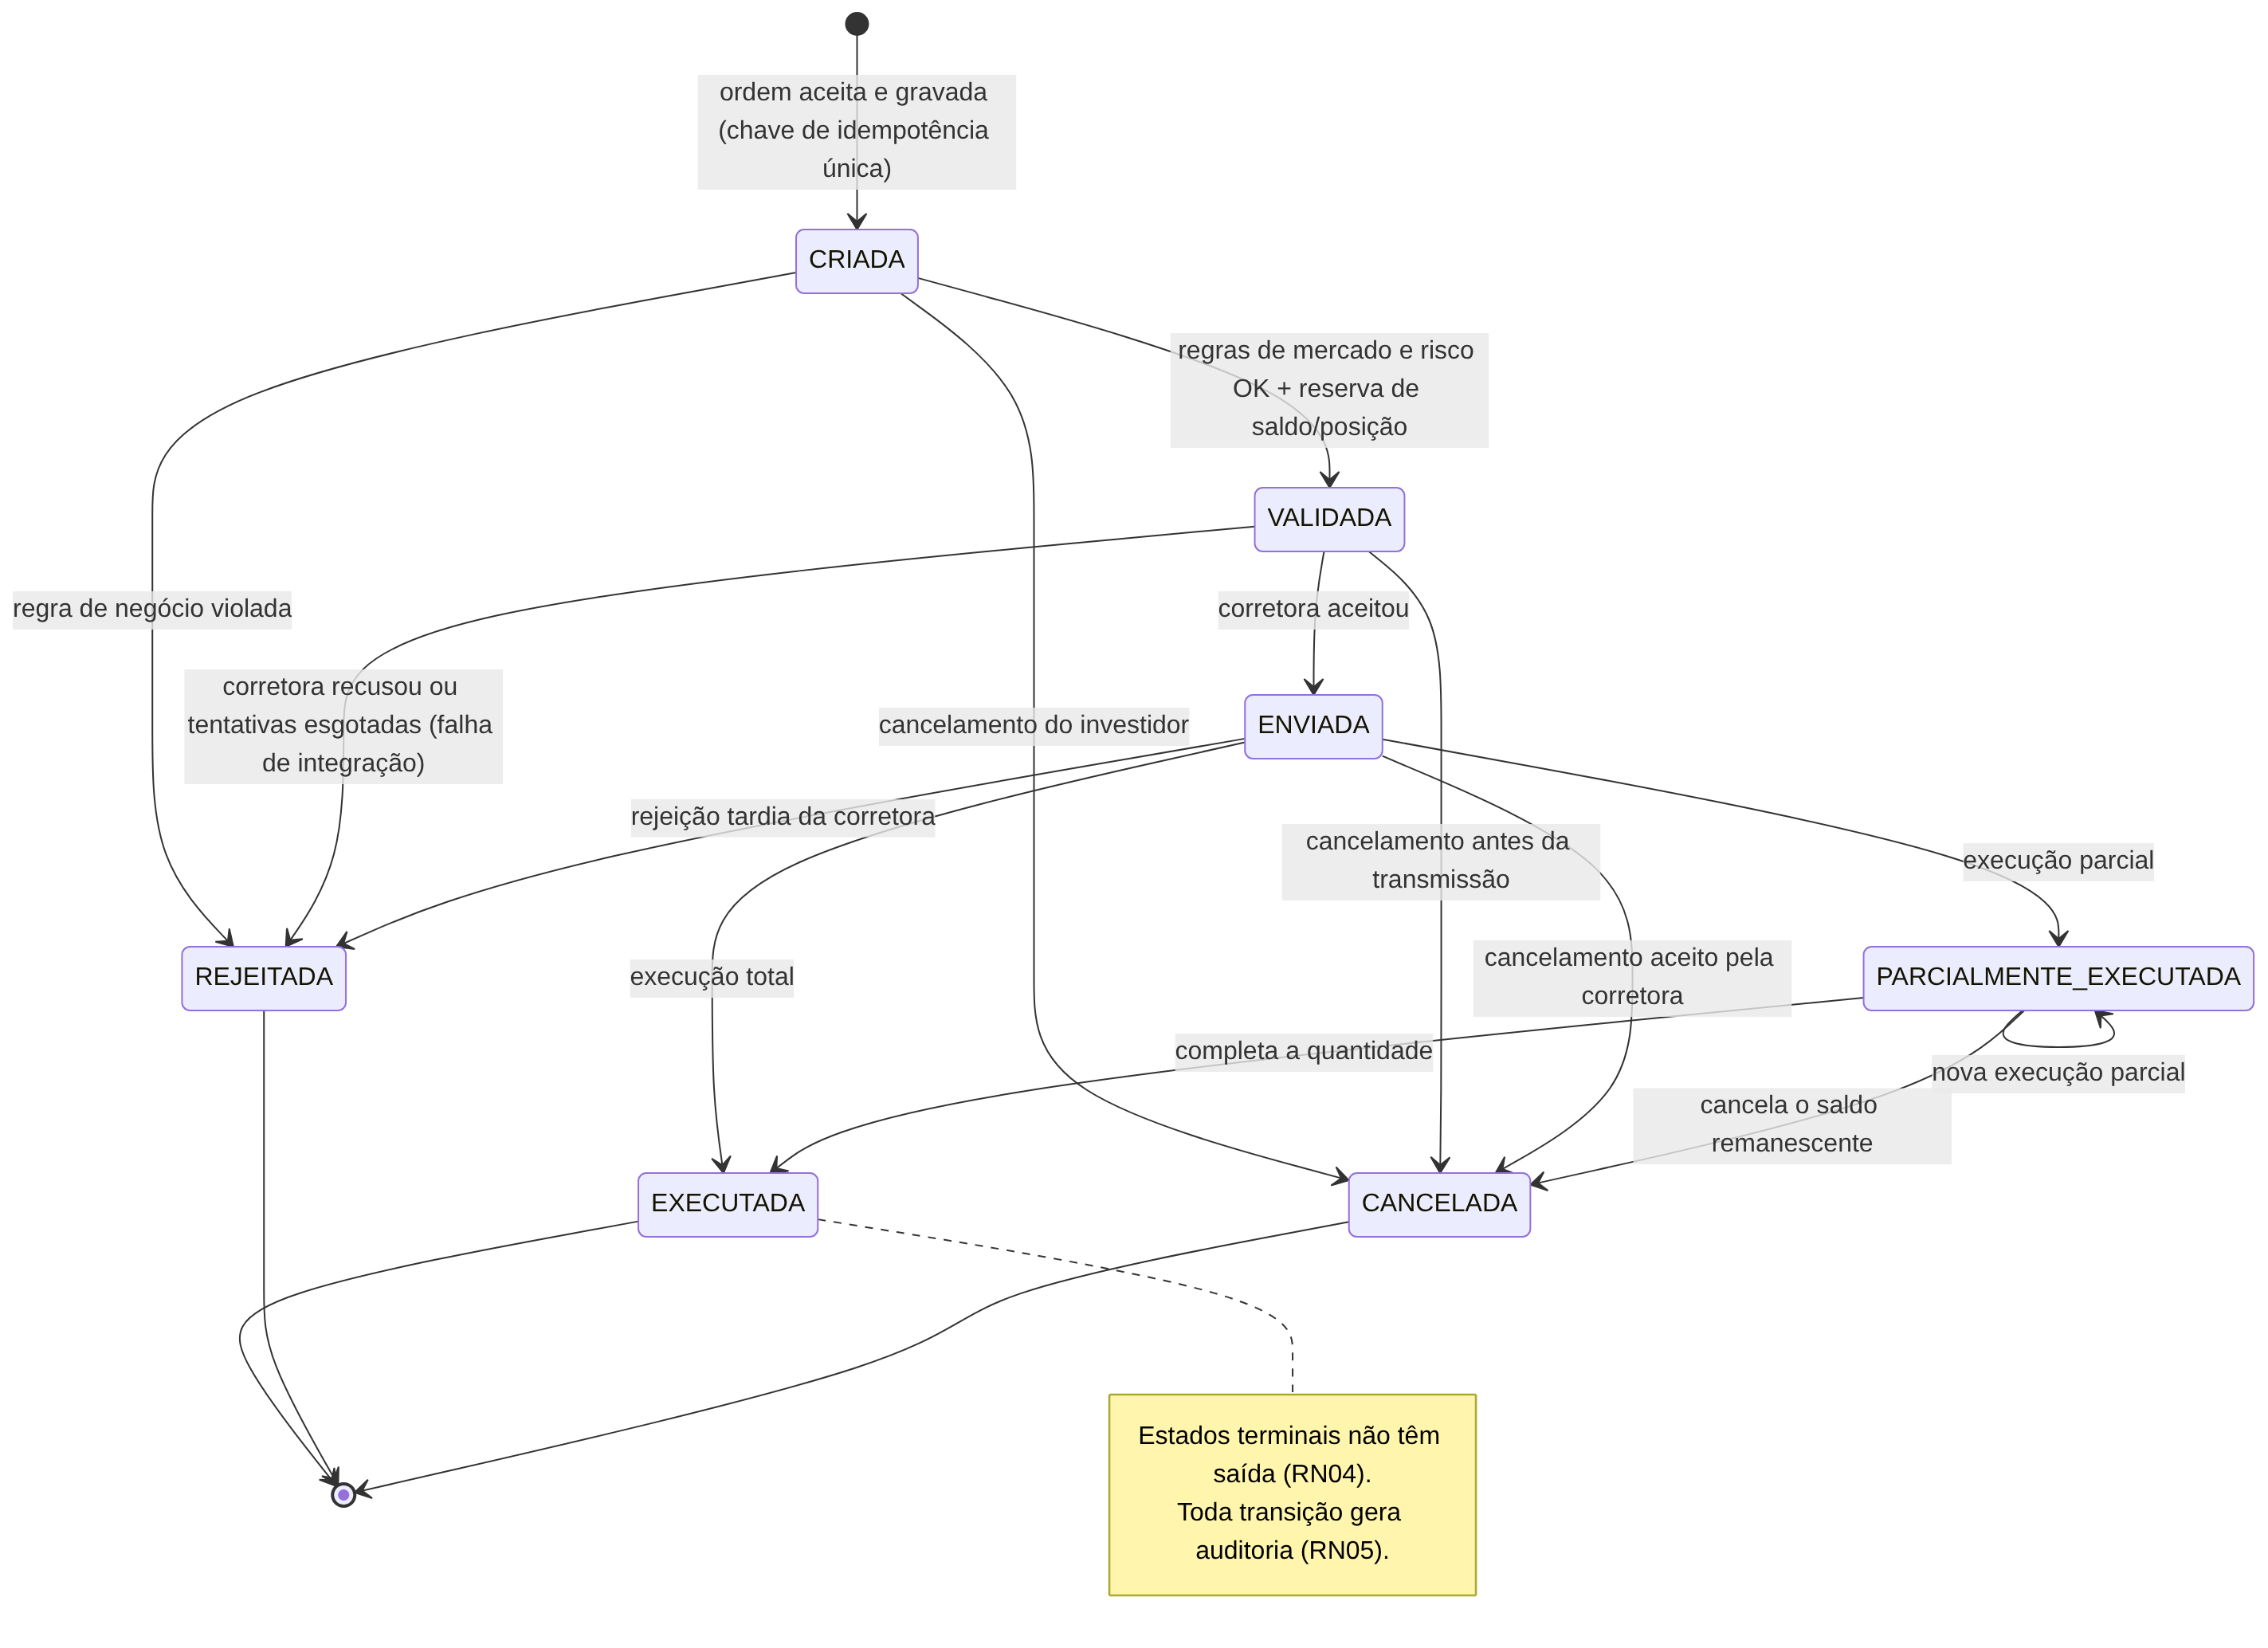 ordem aceita e gravada
(chave de idempotência
única)
CRIADA
regras de mercado e risco
OK + reserva de
saldo/posição
VALIDADA
regra de negócio violada
corretora aceitou
corretora recusou ou
tentativas esgotadas (falha
de integração)
cancelamento do investidor
ENVIADA
rejeição tardia da corretora
cancelamento antes da
transmissão
execução parcial
REJEITADA
execução total
cancelamento aceito pela
corretora
PARCIALMENTE_EXECUTADA
completa a quantidade
nova execução parcial
cancela o saldo
remanescente
EXECUTADA
CANCELADA
Estados terminais não têm
saída (RN04).
Toda transição gera
auditoria (RN05).